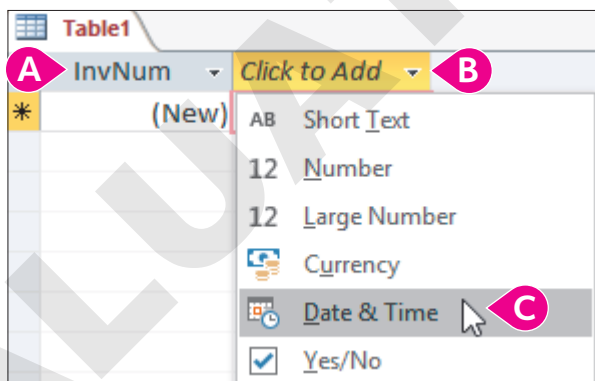 Table1
A InvNum Click to Add B
* (New)
AB Short Text
12 Number
12 Large Number
Currency
Date & Time C
Yes/No